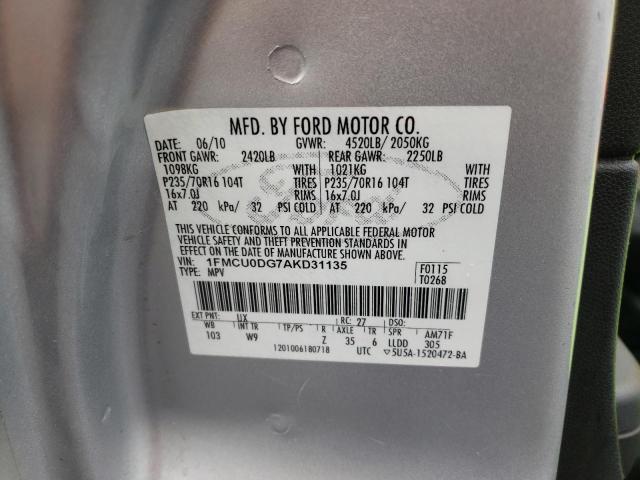 MFD. BY FORD MOTOR CO.
DATE: 06/10 GVWR: 4520LB/ 2050KG
FRONT GAWR: 2420LB REAR GAWR: 2250LB
1098KG WITH 1021KG WITH
P235/70R16 104T TIRES P235/70R16 104T TIRES
16x7.0J RIMS 16x7.0J RIMS
AT 220 kPa/ 32 PSI COLD AT 220 kPa/ 32 PSI COLD
THIS VEHICLE CONFORMS TO ALL APPLICABLE FEDERAL MOTOR
VEHICLE SAFETY AND THEFT PREVENTION STANDARDS IN
EFFECT ON THE DATE OF MANUFACTURE SHOWN ABOVE.
VIN: 1FMCU0DG7AKD31135 F0115
TYPE: MPV T0268
EXT PNT: UX RC: 27 DSO:
WB INT TR TP/PS R AXLE TR SPR AM71F
103 W9 Z 35 6 LLDD 305
1201006180718 UTC ▽5U5A-1520472-BA